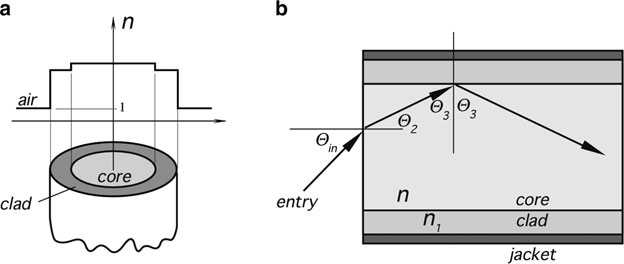 a
n
air
1
core
clad
b
Θin
Θ2
Θ3
Θ3
entry
n
core
n1
clad
jacket